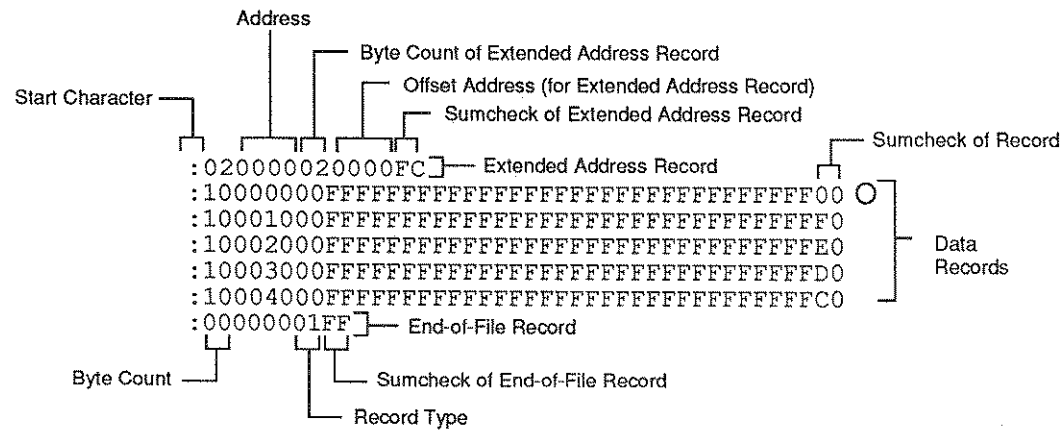 Address
Byte Count of Extended Address Record
Offset Address (for Extended Address Record)
Start Character
Sumcheck of Extended Address Record
Sumcheck of Record
:020000020000FC
Extended Address Record
:10000000FFFFFFFFFFFFFFFFFFFFFFFFFFFFFFFF00 O
:10001000FFFFFFFFFFFFFFFFFFFFFFFFFFFFFFFFF0
:10002000FFFFFFFFFFFFFFFFFFFFFFFFFFFFFFFFE0
:10003000FFFFFFFFFFFFFFFFFFFFFFFFFFFFFFFFD0
:10004000FFFFFFFFFFFFFFFFFFFFFFFFFFFFFFFFC0
Data
Records
:00000001FF
End-of-File Record
Byte Count
Sumcheck of End-of-File Record
Record Type